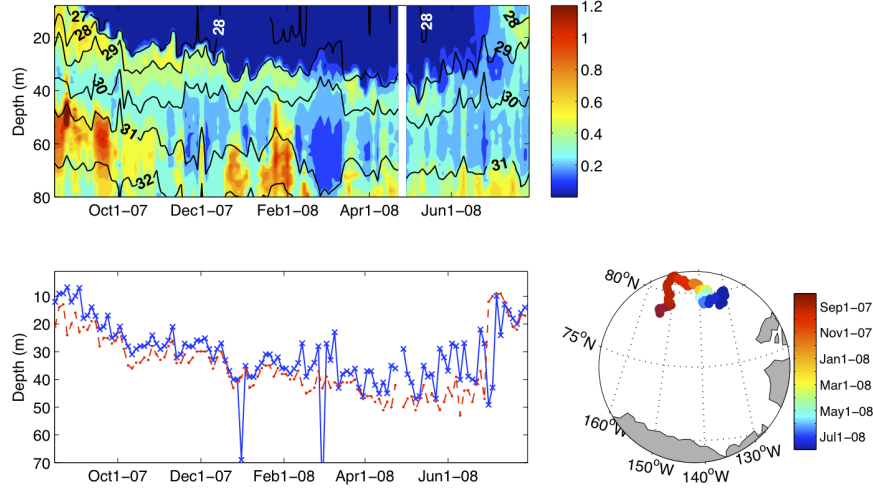 27
28
29
30
31
32
28
28
28
29
30
31
20
40
60
80
Depth (m)
Oct1-07 Dec1-07 Feb1-08 Apr1-08 Jun1-08
1.2
1
0.8
0.6
0.4
0.2
10
20
30
40
50
60
70
Depth (m)
Oct1-07 Dec1-07 Feb1-08 Apr1-08 Jun1-08
80°N
75°N
160°W
150°W
140°W
130°W
Sep1-07
Nov1-07
Jan1-08
Mar1-08
May1-08
Jul1-08